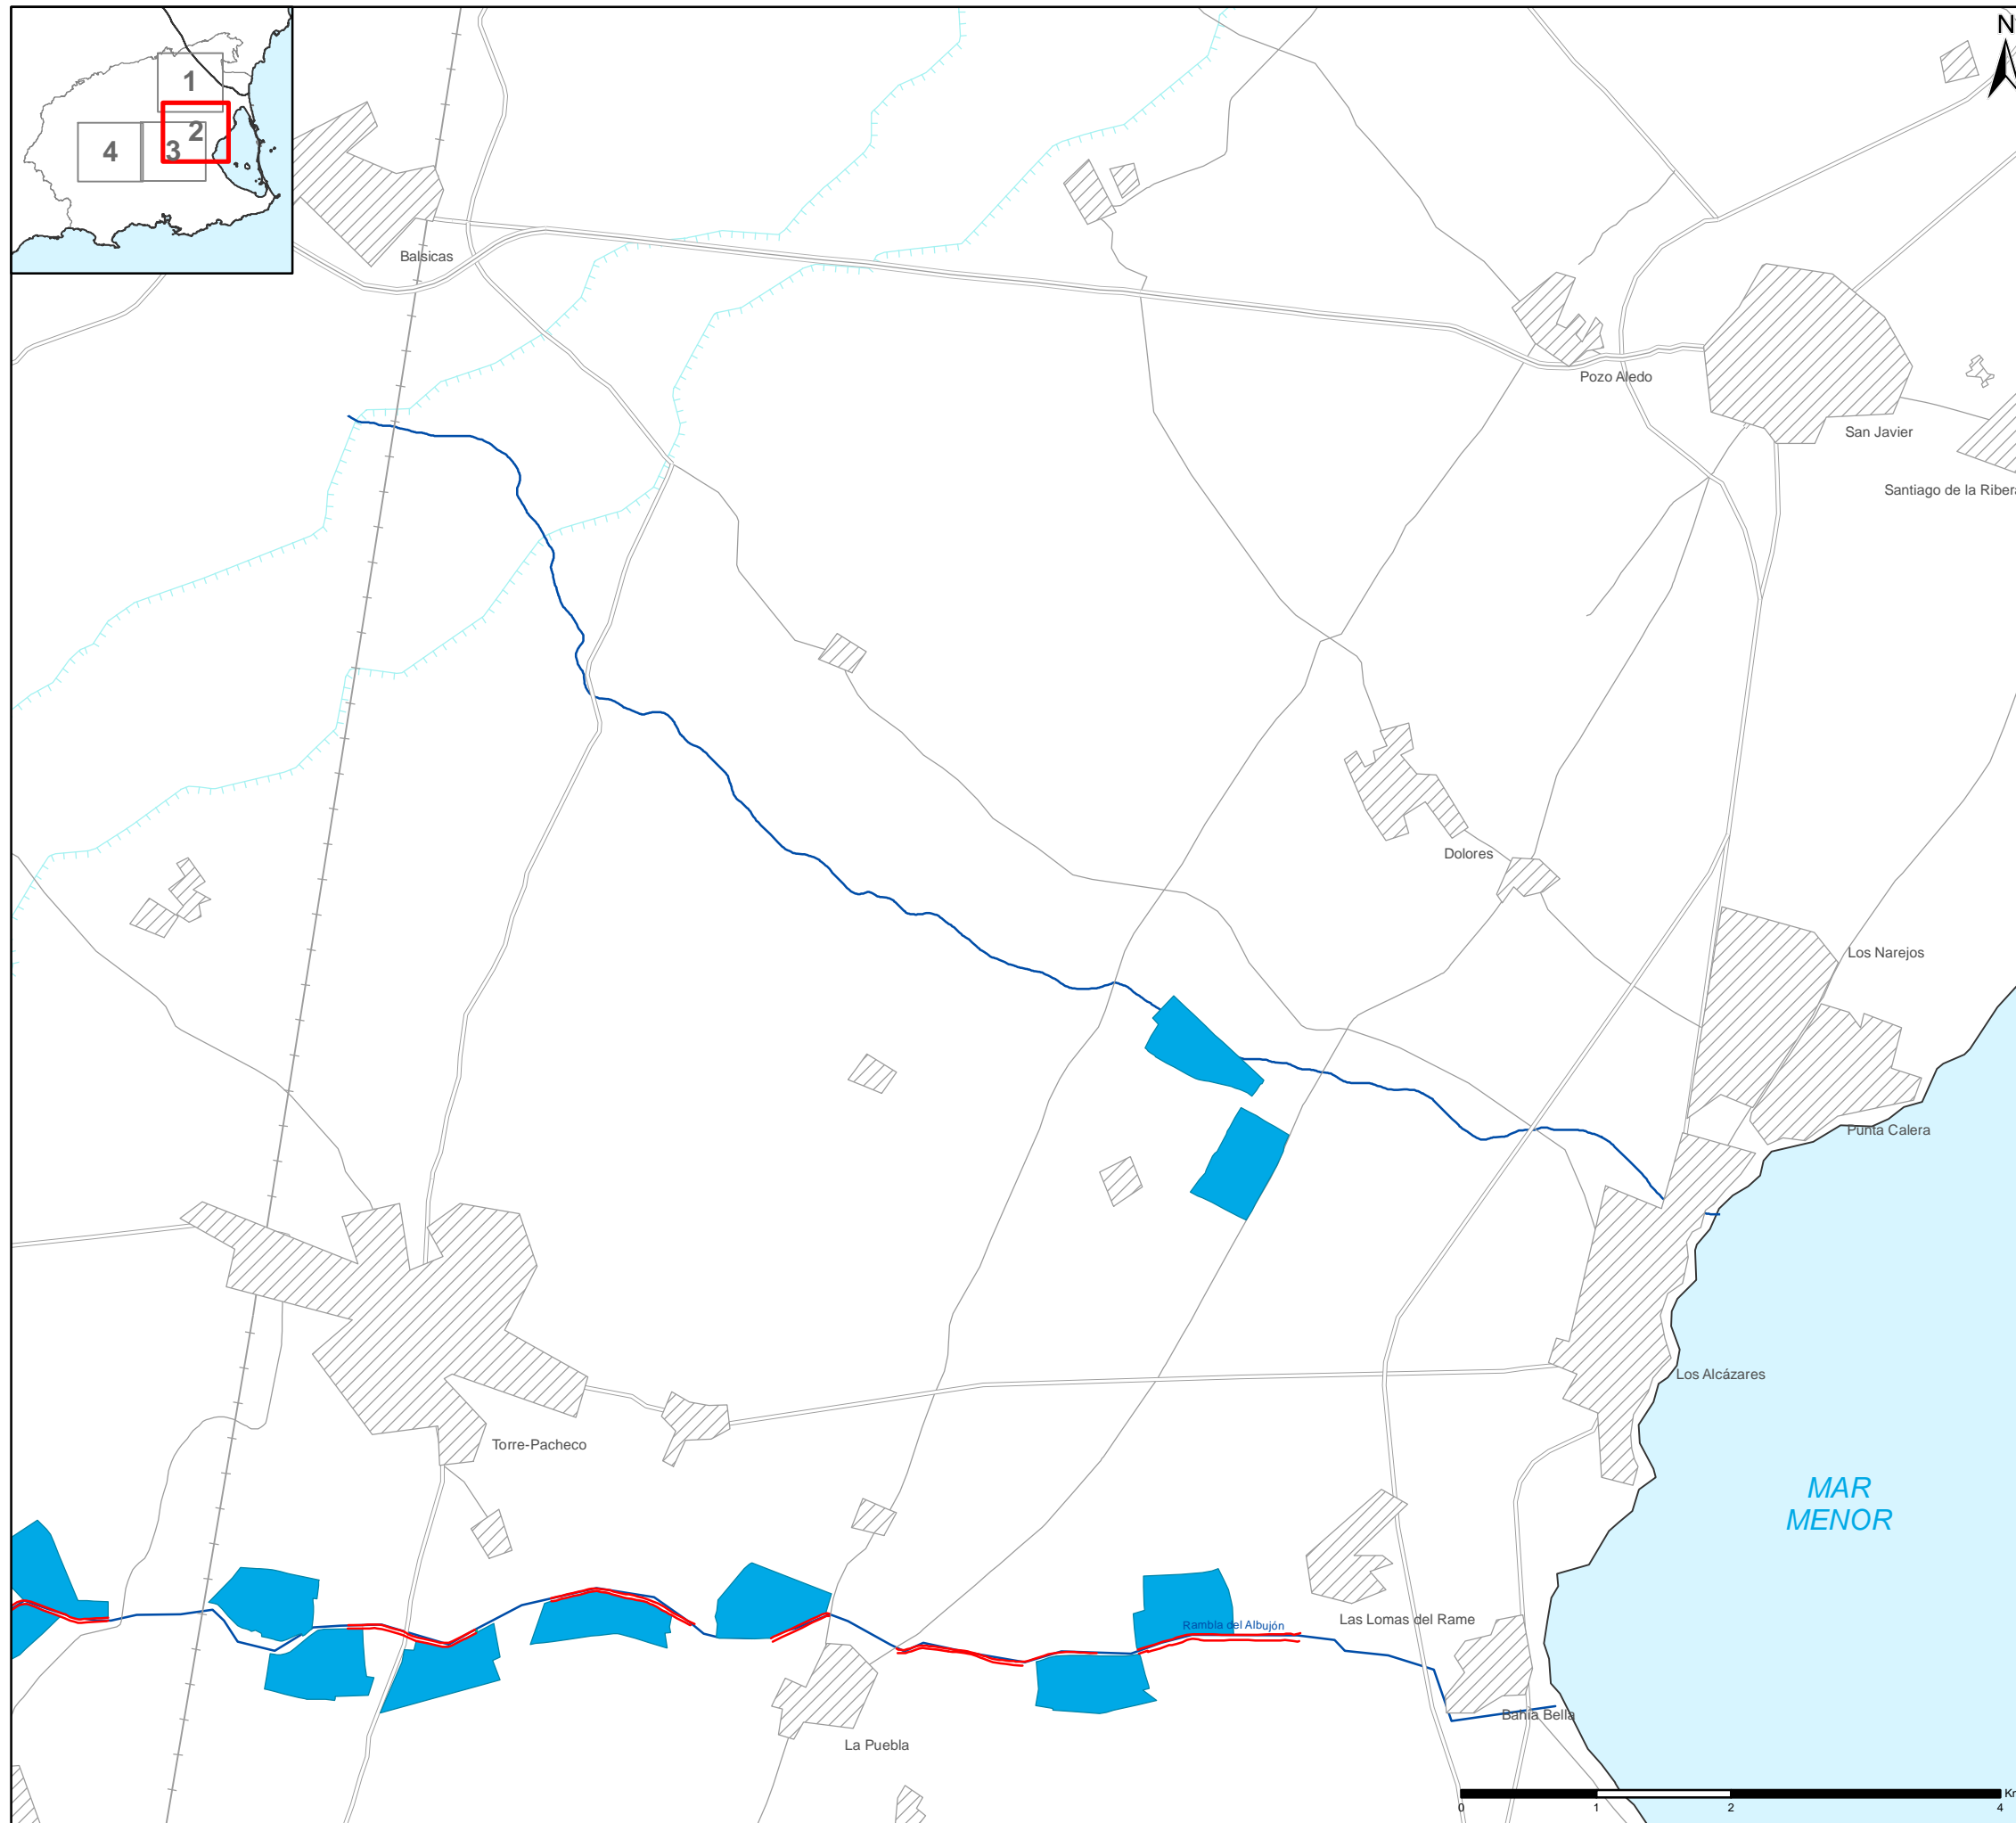 N
1
2
4
3
Balsicas
Pozo Aledo
San Javier
Santiago de la Ribera
Dolores
Los Narejos
Punta Calera
Los Alcázares
Torre-Pacheco
MAR
MENOR
Las Lomas del Rame
Rambla del Albujón
Bahía Bella
La Puebla
Km
0 1 2 4